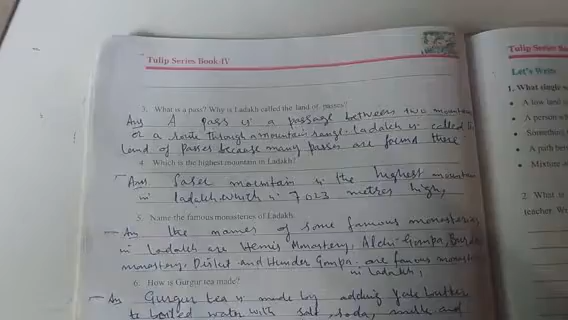 Tulip Series Book-IV
3. What is a pass? Why is Ladakh called the land of passes?
Ans A pass is a passage between two mountains
or a route through a mountain range. Ladakh is called the
land of passes because many passes are found there.
4. Which is the highest mountain in Ladakh?
Ans. Saser mountain is the highest mountain
in ladakh which is 7,023 metres high,
5. Name the famous monasteries of Ladakh.
Ans the names of some famous monasteries
in Ladakh are Hemis Monastery, Alchi Gompa,
monastery, Diskit and Hunder Gompa. are famous
in ladakh,
6. How is Gurgur tea made?
Ans Gurgur tea is made by adding butter
to boiled water with salt, soda, and
Tulip Series
Let's Write
1. What single
• A low land
• A person
• Something
• A path
• Mixture
2. What is
teacher.